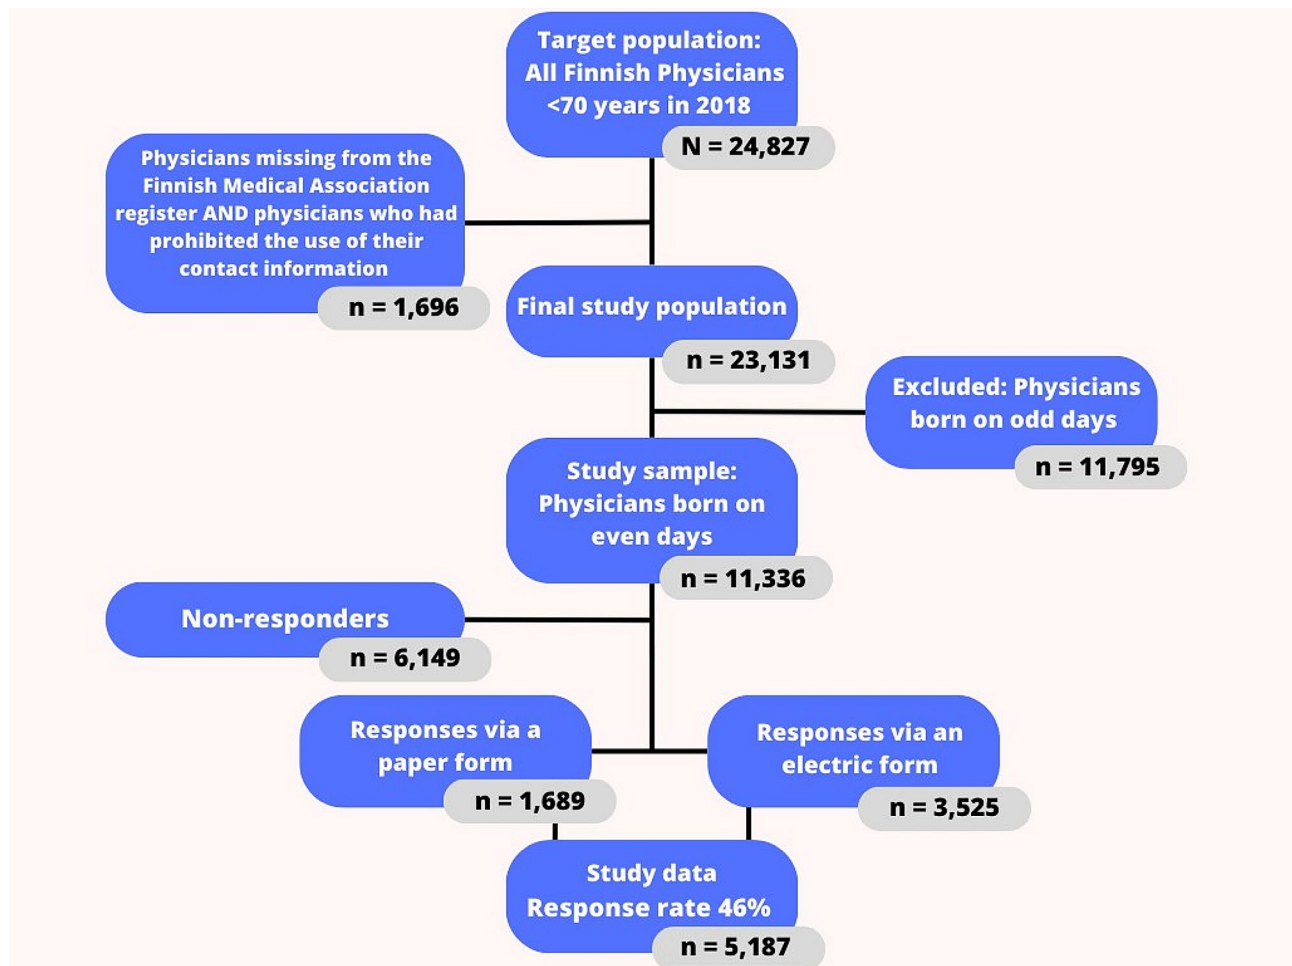 Target population:
All Finnish Physicians
<70 years in 2018
N = 24,827
Physicians missing from the
Finnish Medical Association
register AND physicians who had
prohibited the use of their
contact information
n = 1,696
Final study population
n = 23,131
Excluded: Physicians
born on odd days
n = 11,795
Study sample:
Physicians born on
even days
n = 11,336
Non-responders
n = 6,149
Responses via a
paper form
n = 1,689
Responses via an
electric form
n = 3,525
Study data
Response rate 46%
n = 5,187